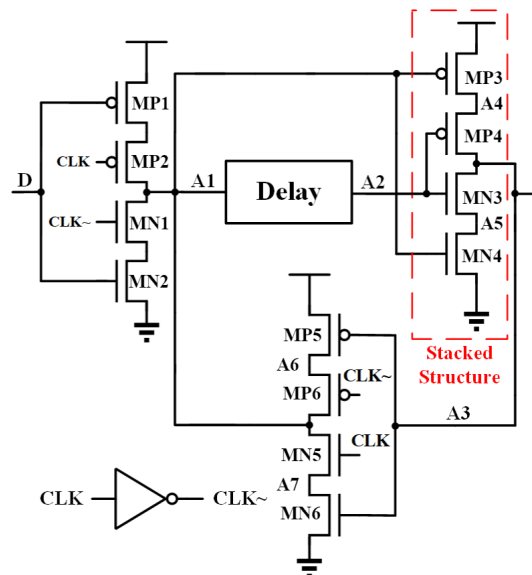 MP1
MP3
A4
D
CLK
MP2
MP4
A1
Delay
A2
MN3
CLK~
MN1
A5
MN2
MN4
MP5
Stacked
Structure
A6
CLK~
MP6
A3
CLK
MN5
A7
CLK
CLK~
MN6